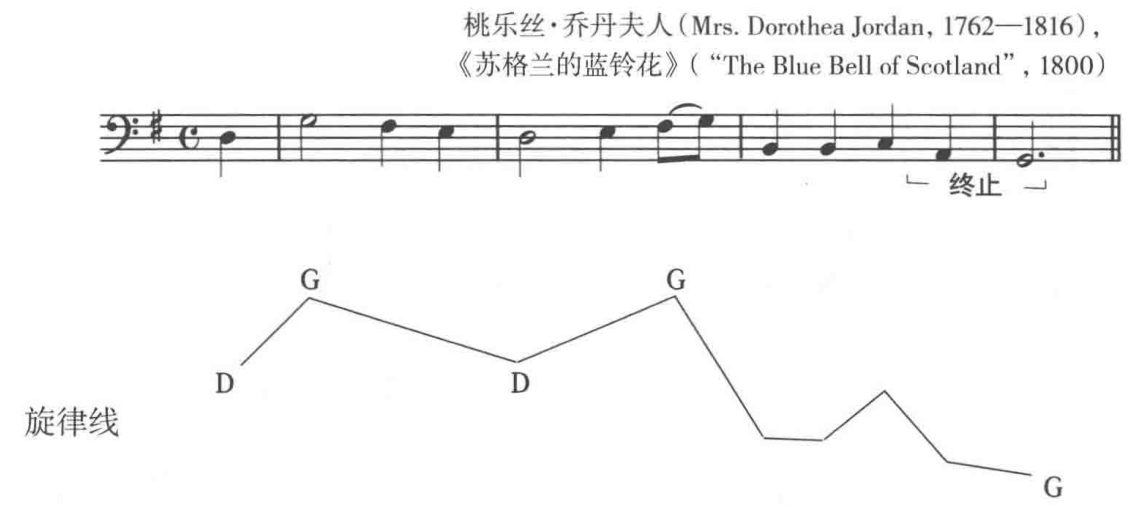 桃乐丝·乔丹夫人(Mrs. Dorothea Jordan, 1762—1816),
《苏格兰的蓝铃花》(“The Blue Bell of Scotland”, 1800)
终止
G G
D D
旋律线
G